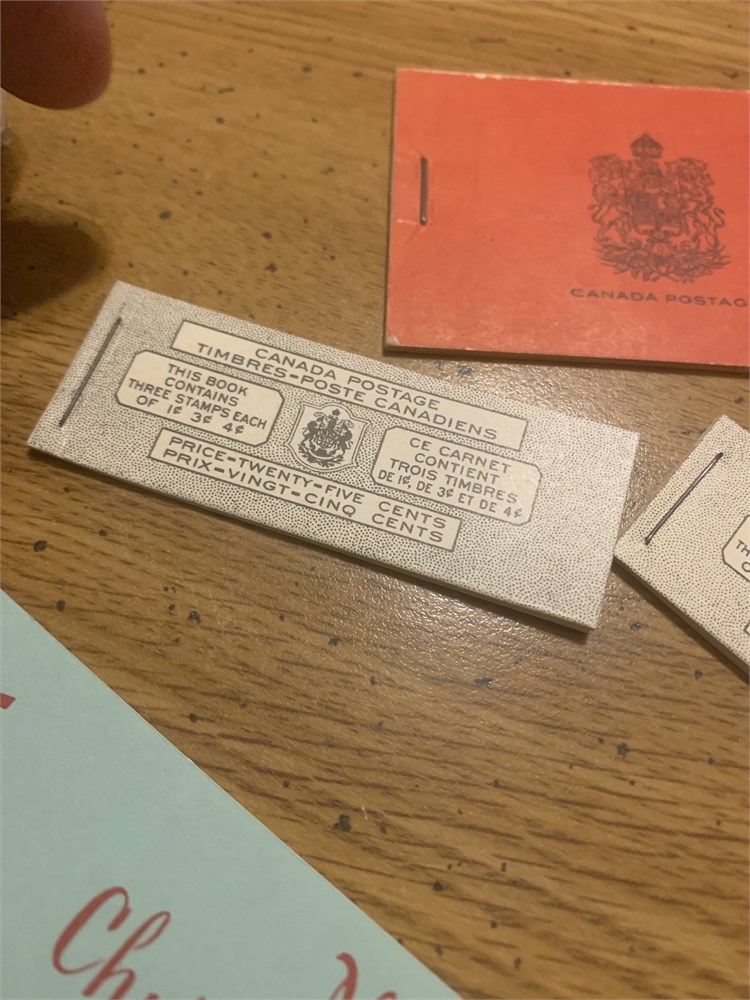 CANADA POSTAGE
TIMBRES-POSTE CANADIENS
THIS BOOK
CONTAINS
THREE STAMPS EACH
OF 1¢ 3¢ 4¢
CE CARNET
CONTIENT
TROIS TIMBRES
DE 1¢, DE 3¢ ET DE 4¢
PRICE-TWENTY-FIVE CENTS
PRIX-VINGT-CINQ CENTS
CANADA POSTAG